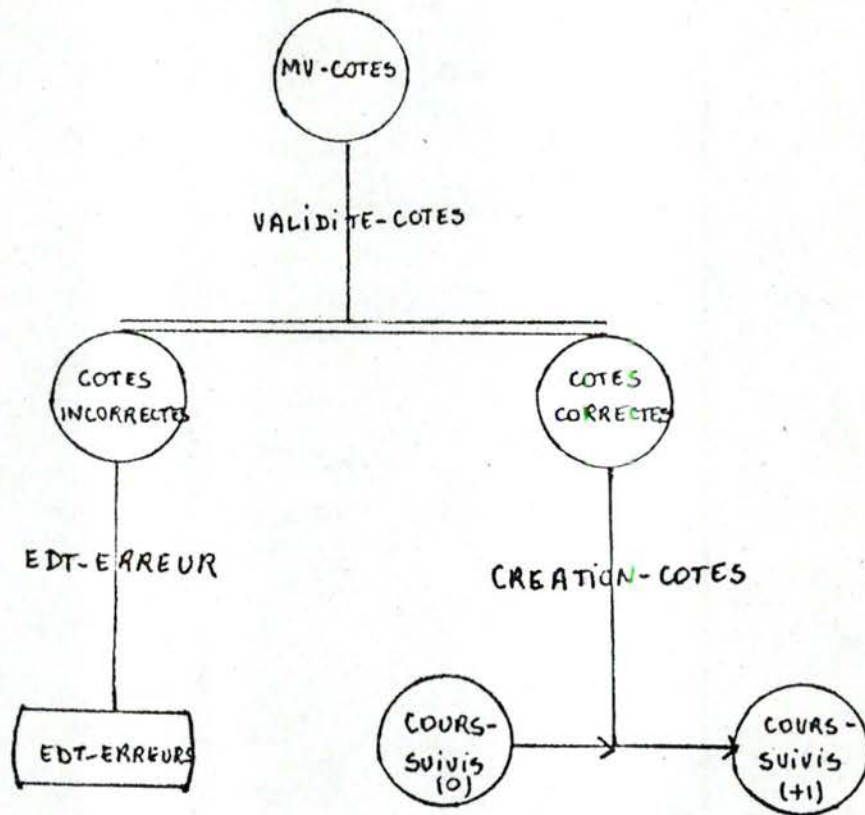 MV-COTES
VALIDITE-COTES
COTES
INCORRECTES
COTES
CORRECTES
EDT-ERREUR
CREATION-COTES
EDT-ERREURS
COURS-
SUIVIS
(0)
COURS-
SUIVIS
(+1)